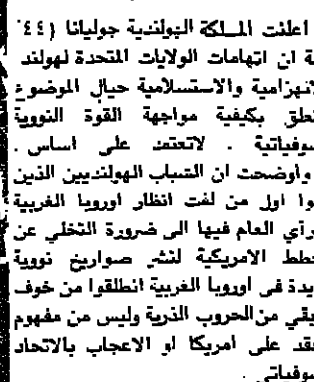 اعلنت الملكة الهولندية جوليانا (٤٤
ة ان اتهامات الولايات المتحدة لهولند
لانهزامية والاستسلامية حيال الموضوع
تعلق بكيفية مواجهة القوة النووية
سوفياتية . لاتعتمد على اساس .
واوضحت ان الشباب الهولنديين الذين
وا اول من لفت انظار اوروبا الغربية
رأي العام فيها الى ضرورة التخلي عن
خطط الامريكية لنشر صواريخ نووية
يدة في اوروبا الغربية انطلقوا من خوف
يقي من الحروب الذرية وليس من مفهوم
حقد على امريكا او الاعجاب بالاتحاد
سوفياتي .